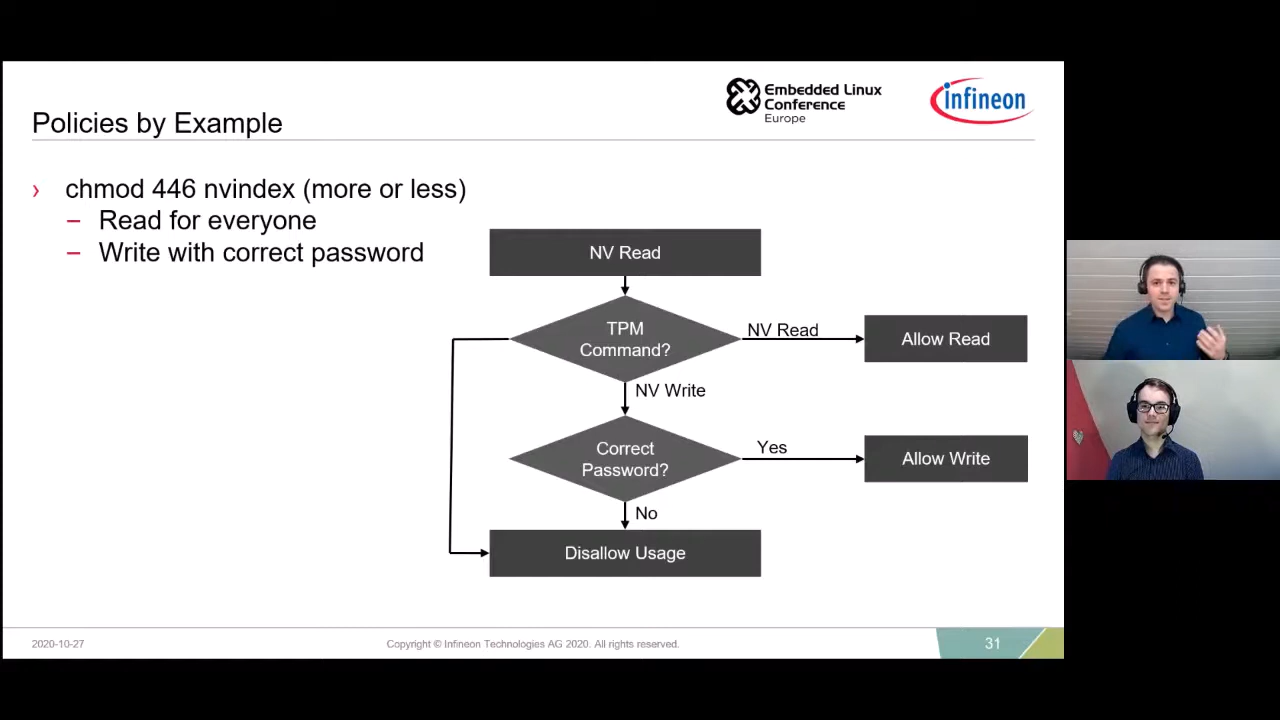 Embedded Linux
Conference
Europe
infineon
Policies by Example
› chmod 446 nvindex (more or less)
– Read for everyone
– Write with correct password
NV Read
TPM
Command?
NV Read
Allow Read
NV Write
Correct
Password?
Yes
Allow Write
No
Disallow Usage
2020-10-27
Copyright © Infineon Technologies AG 2020. All rights reserved.
31